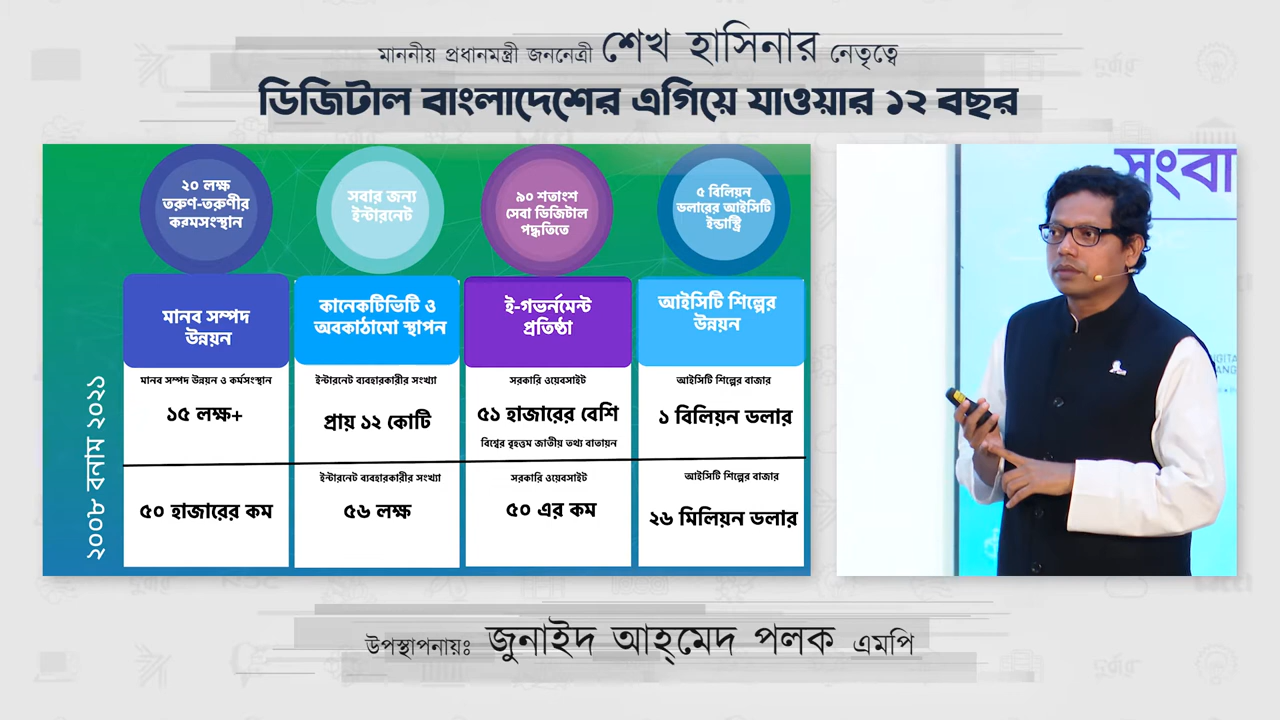 মাননীয় প্রধানমন্ত্রী জননেত্রী শেখ হাসিনার নেতৃত্বে
ডিজিটাল বাংলাদেশের এগিয়ে যাওয়ার ১২ বছর
২০ লক্ষ
তরুণ-তরুণীর
করমসংস্থান
সবার জন্য
ইন্টারনেট
৯০ শতাংশ
সেবা ডিজিটাল
পদ্ধতিতে
৫ বিলিয়ন
ডলারের আইসিটি
ইন্ডাস্ট্রি
মানব সম্পদ
উন্নয়ন
কানেকটিভিটি ও
অবকাঠামো স্থাপন
ই-গভর্নমেন্ট
প্রতিষ্ঠা
আইসিটি শিল্পের
উন্নয়ন
২০০৮ বনাম ২০২১
মানব সম্পদ উন্নয়ন ও কর্মসংস্থান
১৫ লক্ষ+
ইন্টারনেট ব্যবহারকারীর সংখ্যা
প্রায় ১২ কোটি
সরকারি ওয়েবসাইট
৫১ হাজারের বেশি
বিশ্বের বৃহত্তম জাতীয় তথ্য বাতায়ন
আইসিটি শিল্পের বাজার
১ বিলিয়ন ডলার
৫০ হাজারের কম
ইন্টারনেট ব্যবহারকারীর সংখ্যা
৫৬ লক্ষ
সরকারি ওয়েবসাইট
৫০ এর কম
আইসিটি শিল্পের বাজার
২৬ মিলিয়ন ডলার
সংবা
উপস্থাপনায়ঃ জুনাইদ আহ্‌মেদ পলক এমপি